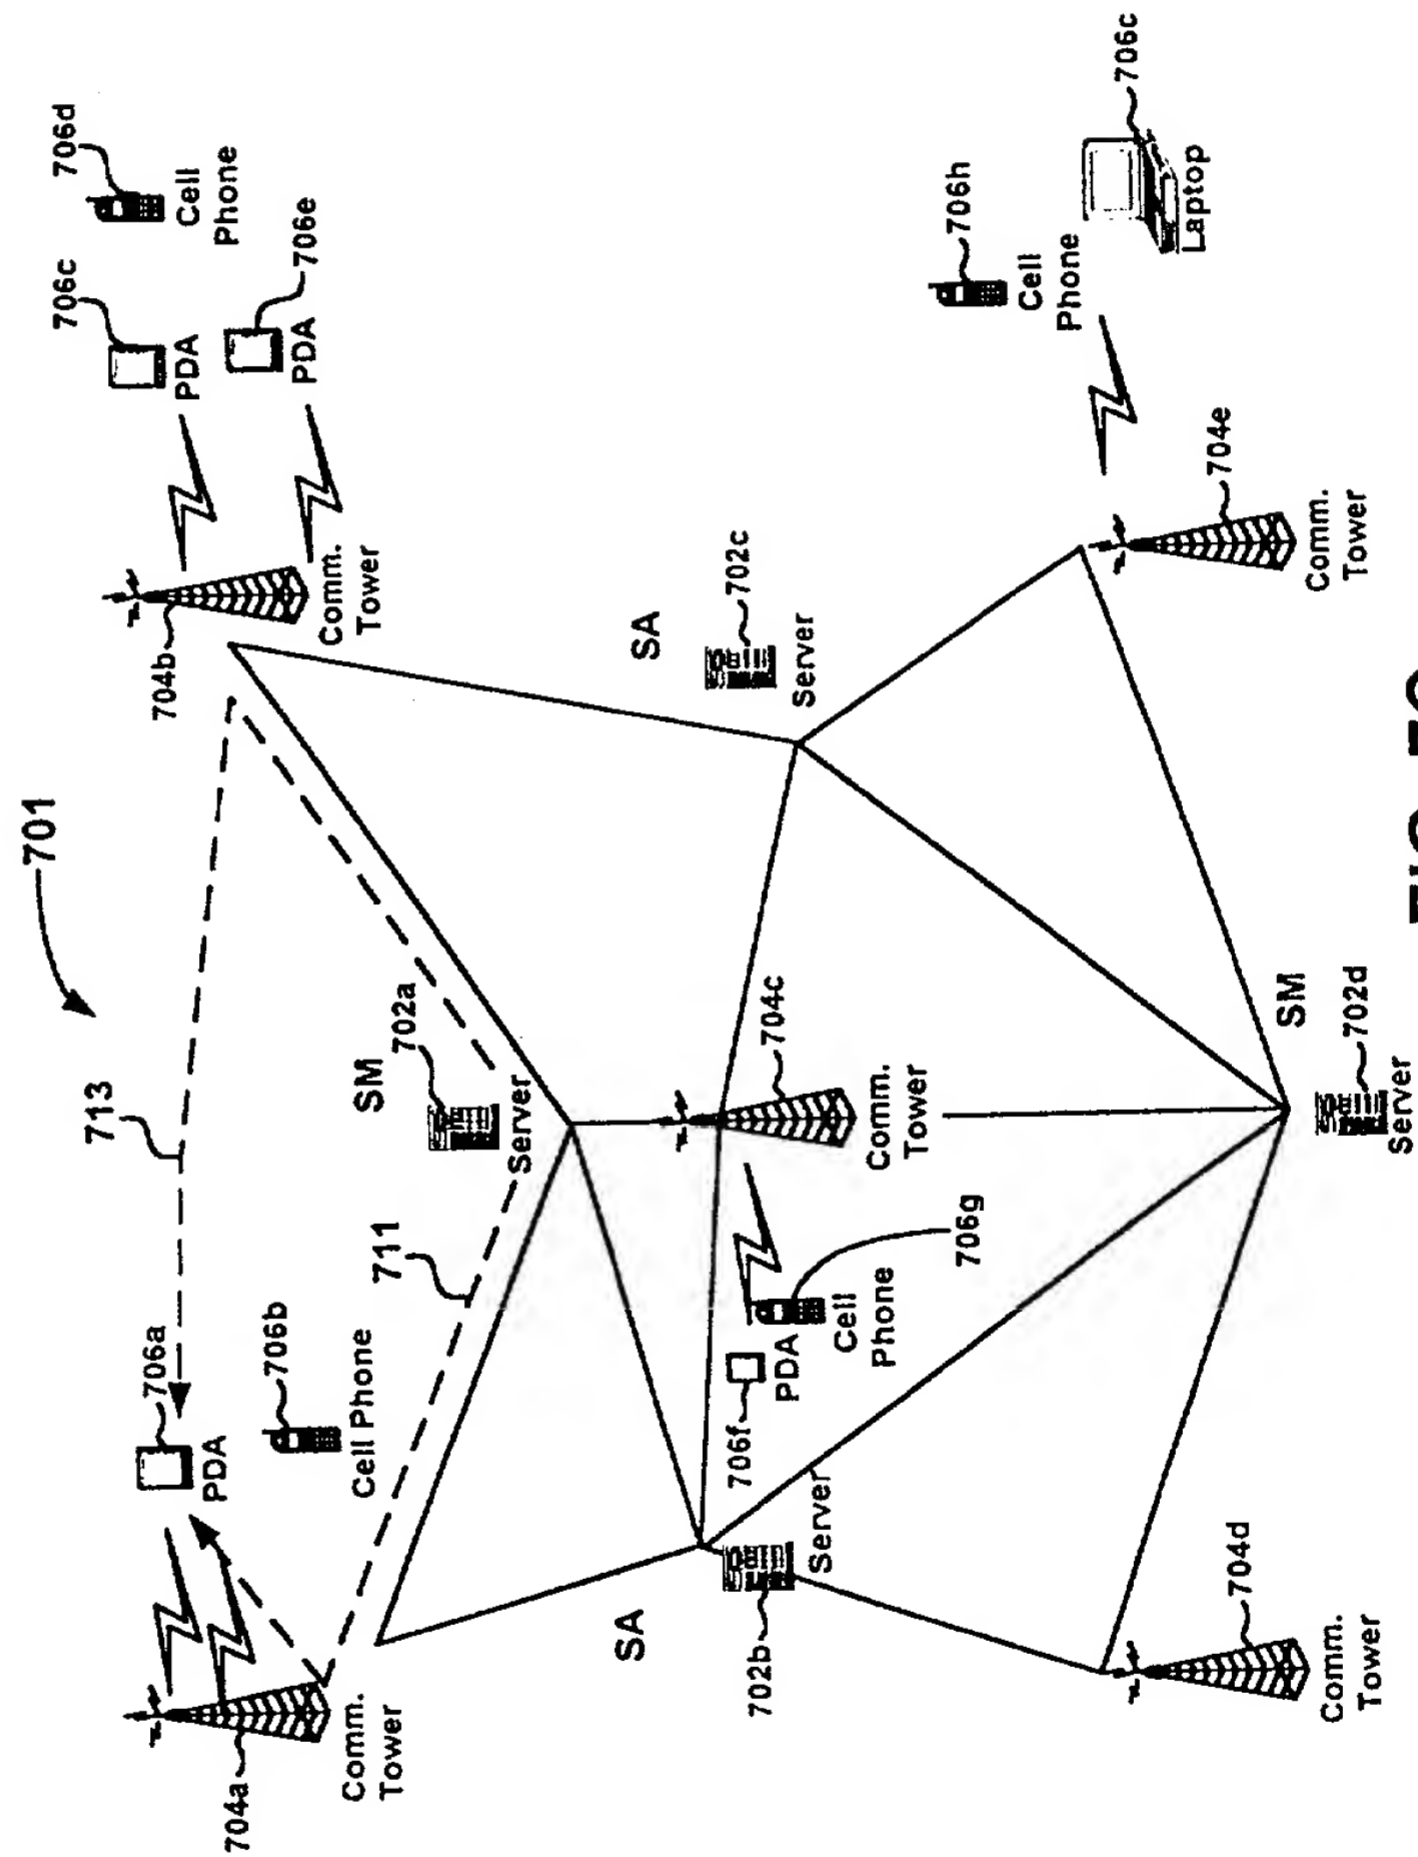 701
713
711
706a
PDA
706b
Cell Phone
704a
Comm.
Tower
SM
702a
Server
704b
Comm.
Tower
706c
PDA
706d
Cell
Phone
706e
PDA
SA
702c
Server
704c
Comm.
Tower
706f
PDA
Cell
Phone
706g
SA
702b
Server
706h
Cell
Phone
706c
Laptop
704e
Comm.
Tower
704d
Comm.
Tower
SM
702d
Server